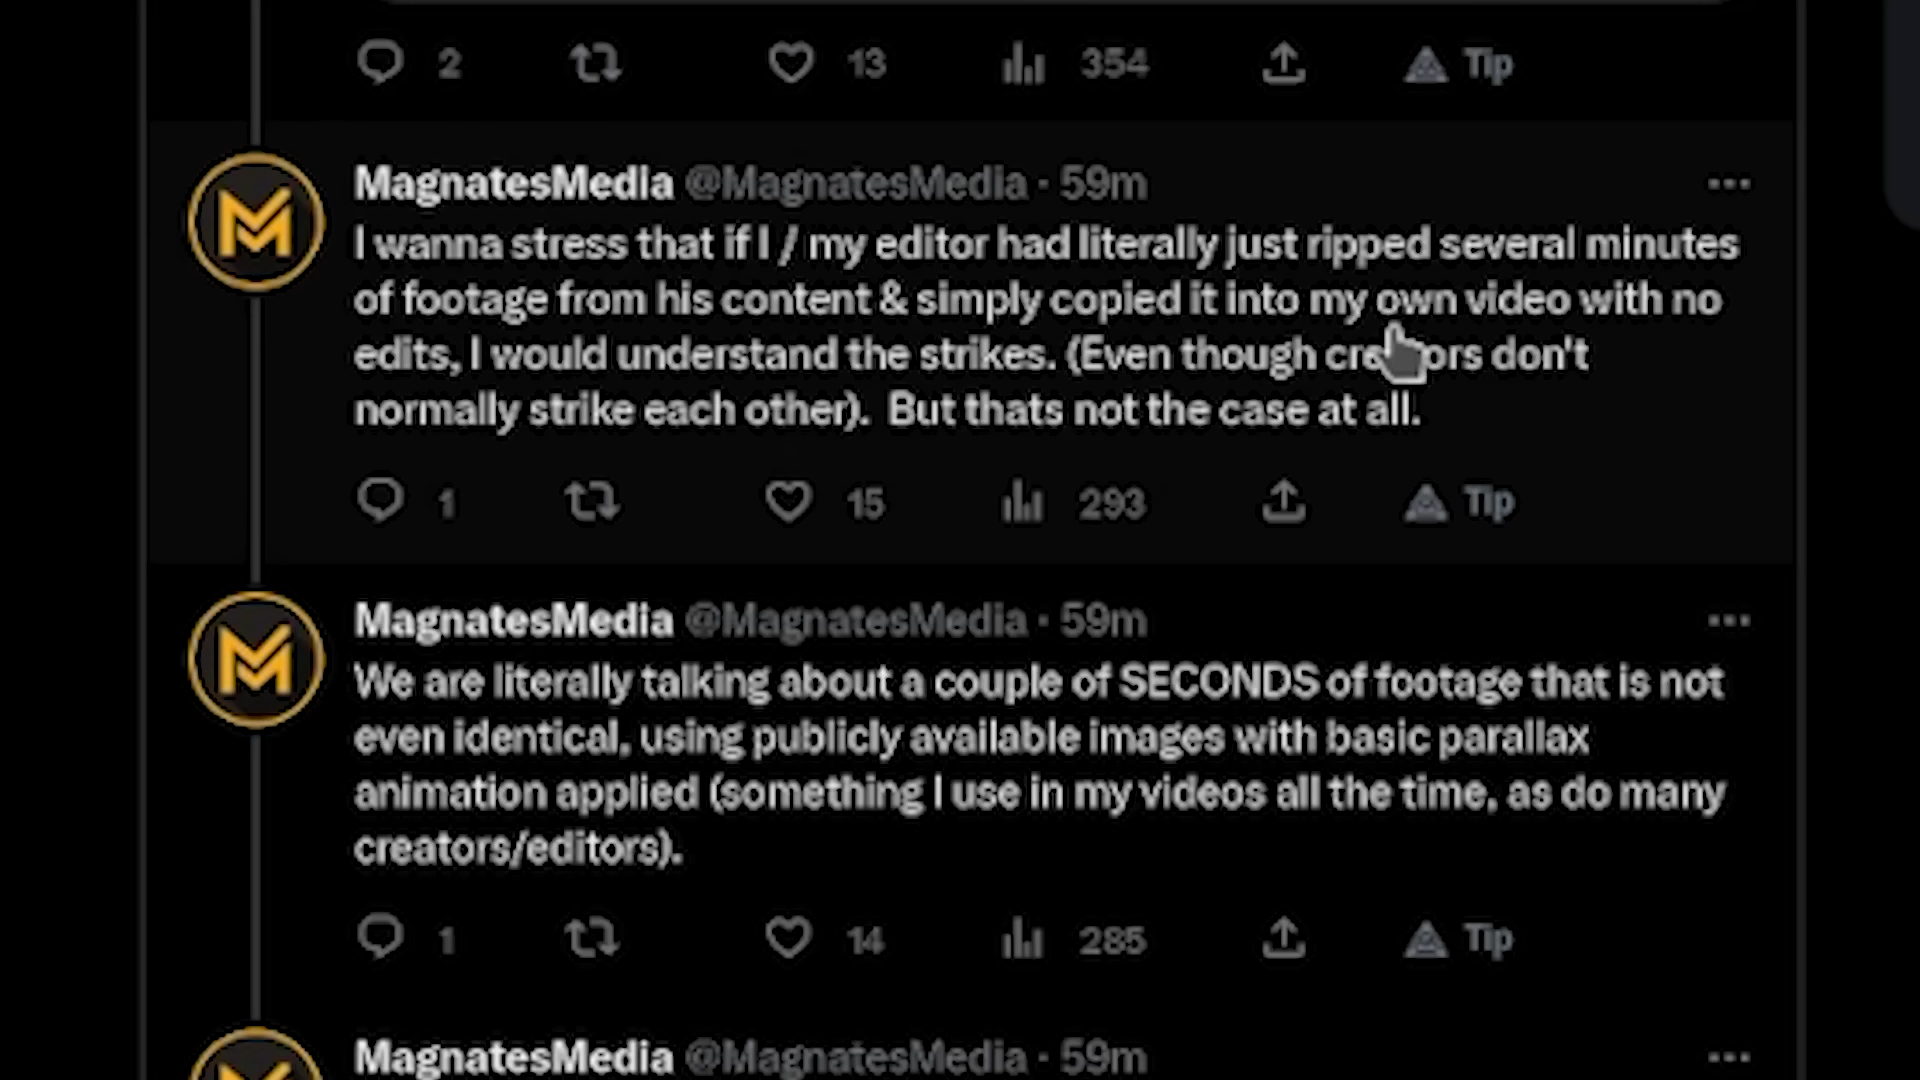 2 13 354 Tip
MagnatesMedia @MagnatesMedia · 59m
I wanna stress that if I / my editor had literally just ripped several minutes
of footage from his content & simply copied it into my own video with no
edits, I would understand the strikes. (Even though don't
normally strike each other).  But thats not the case at all.
1 15 293 Tip
MagnatesMedia @MagnatesMedia · 59m
We are literally talking about a couple of SECONDS of footage that is not
even identical, using publicly available images with basic parallax
animation applied (something I use in my videos all the time, as do many
creators/editors).
1 14 285 Tip
MagnatesMedia @MagnatesMedia · 59m